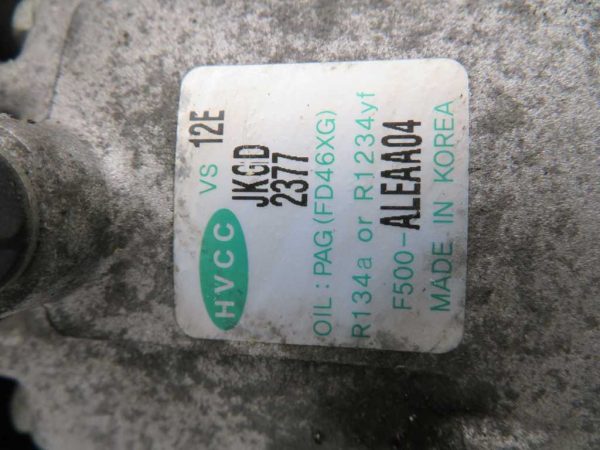 HVCC VS 12E
JKGD
2377
OIL : PAG (FD46XG)
R134a or R1234yf
F500-ALEAA04
MADE IN KOREA